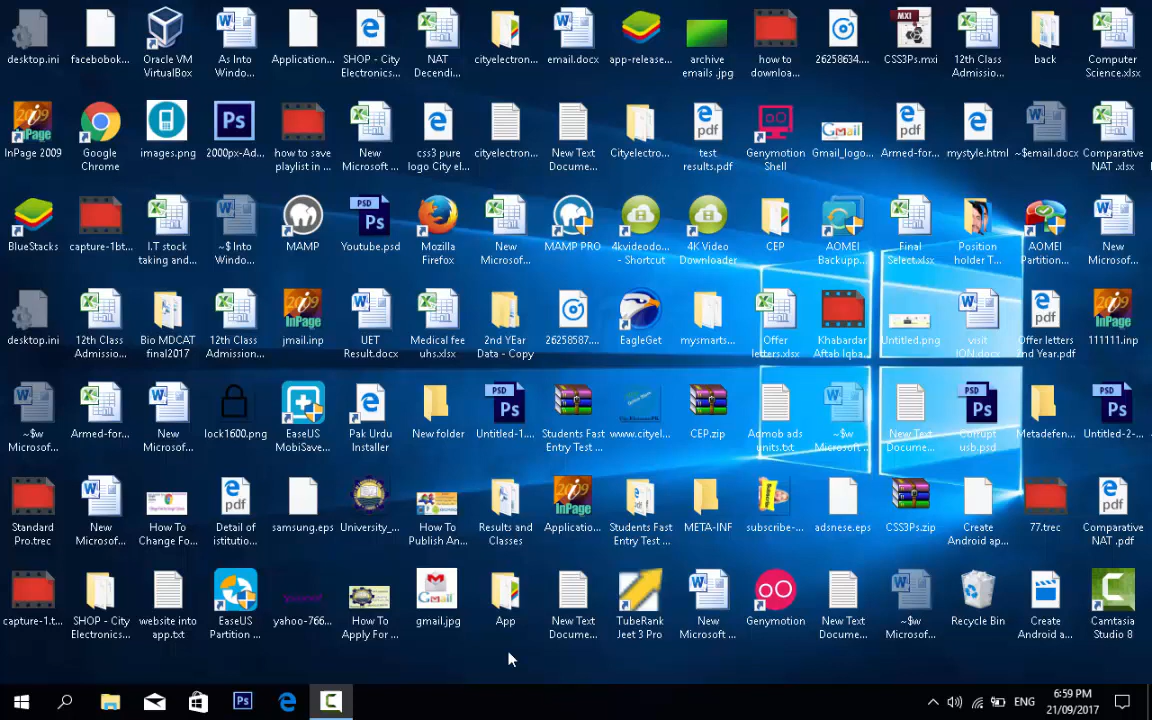 desktop.ini
facebobok...
Oracle VM
VirtualBox
As Into
Windo...
Application...
SHOP - City
Electronics...
NAT
Decendi...
cityelectron...
email.docx
app-release...
archive
emails .jpg
how to
downloa...
26258634....
CSS3Ps.mxi
12th Class
Admissio...
back
Computer
Science.xlsx
InPage 2009
Google
Chrome
images.png
2000px-Ad...
how to save
playlist in ...
New
Microsoft ...
css3 pure
logo City el...
cityelectron...
New Text
Docume...
Cityelectro...
test
results.pdf
Genymotion
Shell
Gmail_logo...
Armed-for...
mystyle.html
~$email.docx
Comparative
NAT .xlsx
BlueStacks
capture-1bt...
I.T stock
taking and...
~$ Into
Windo...
MAMP
Youtube.psd
Mozilla
Firefox
New
Microsof...
MAMP PRO
4kvideodo...
- Shortcut
4K Video
Downloader
CEP
AOMEI
Backupp...
Final
Select.xlsx
Position
holder T...
AOMEI
Partition...
New
Microsof...
desktop.ini
12th Class
Admissio...
Bio MDCAT
final2017
12th Class
Admission...
jmail.inp
UET
Result.docx
Medical fee
uhs.xlsx
2nd YEar
Data - Copy
26258587....
EagleGet
mysmarts...
Offer
letters.xlsx
Khabardar
Aftab Iqba...
Untitled.png
visit
ION.docx
Offer letters
2nd Year.pdf
111111.inp
~$w
Microsof...
Armed-for...
New
Microsof...
lock1600.png
EaseUS
MobiSave...
Pak Urdu
Installer
New folder
Untitled-1....
Students Fast
Entry Test ...
www.cityel...
CEP.zip
Admob ads
units.txt
~$w
Microsoft ...
New Text
Docume...
Currupt
usb.psd
Metadefen...
Untitled-2-...
Standard
Pro.trec
New
Microsof...
How To
Change Fo...
Detail of
istitutio...
samsung.eps
University_...
How To
Publish An...
Results and
Classes
Applicatio...
Students Fast
Entry Test ...
META-INF
subscribe-...
adsnese.eps
CSS3Ps.zip
Create
Android ap...
77.trec
Comparative
NAT .pdf
capture-1.t...
SHOP - City
Electronics...
website into
app.txt
EaseUS
Partition ...
yahoo-766...
How To
Apply For ...
gmail.jpg
App
New Text
Docume...
TubeRank
Jeet 3 Pro
New
Microsoft ...
Genymotion
New Text
Docume...
~$w
Microsof...
Recycle Bin
Create
Android a...
Camtasia
Studio 8
ENG
6:59 PM
21/09/2017